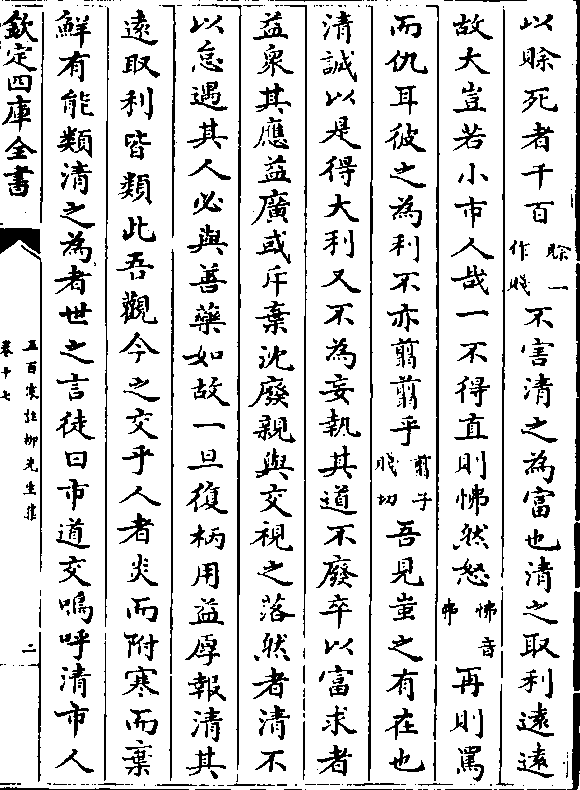 以賒死者千百賒一作賤不害清之為富也清之取利遠遠
故大豈若小市人哉一不得直則怫然怒怫音弗再則罵
而仇耳彼之為利不亦翦翦乎翦子賤切吾見蚩之有在也
清誠以是得大利又不為妄執其道不廢卒以富求者
益衆其應益廣或斥棄沈廢親與交視之落然者清不
以怠遇其人必與善藥如故一旦復柄用益厚報清其
遠取利皆類此吾觀今之交乎人者炎而附寒而棄
鮮有能類清之為者世之言徒曰市道交嗚呼清市人
欽定四庫全書
五百家註柳先生集
卷十七
二